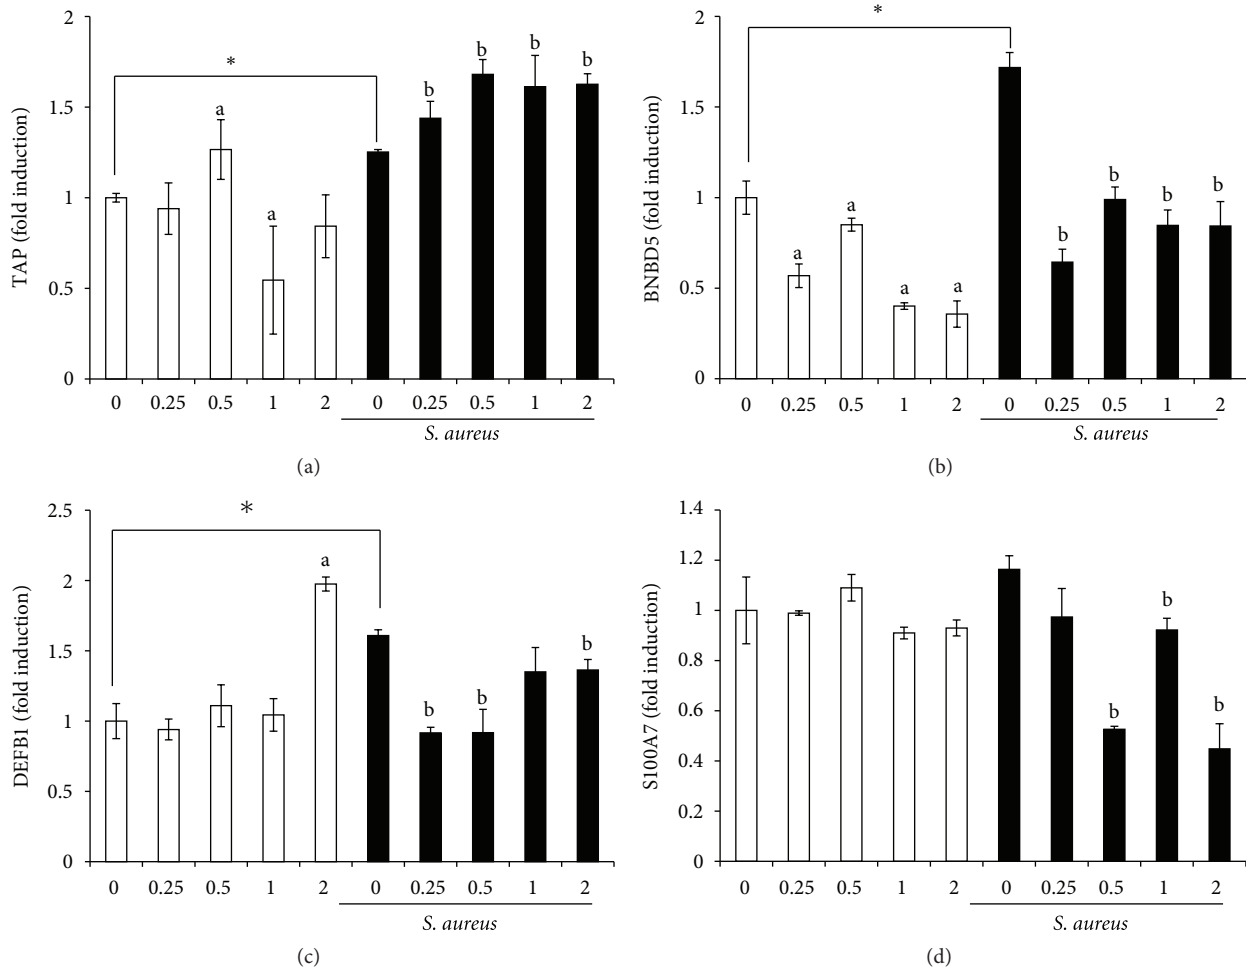 TAP (fold induction)
2
1.5
1
0.5
0
*
a
a
b
b
b
b
0 0.25 0.5 1 2 0 0.25 0.5 1 2
S. aureus
(a)
BNBD5 (fold induction)
2
1.5
1
0.5
0
*
a
a
a
a
b
b
b
b
0 0.25 0.5 1 2 0 0.25 0.5 1 2
S. aureus
(b)
DEFB1 (fold induction)
2.5
2
1.5
1
0.5
0
*
a
b
b
b
0 0.25 0.5 1 2 0 0.25 0.5 1 2
S. aureus
(c)
S100A7 (fold induction)
1.4
1.2
1
0.8
0.6
0.4
0.2
0
b
b
b
0 0.25 0.5 1 2 0 0.25 0.5 1 2
S. aureus
(d)